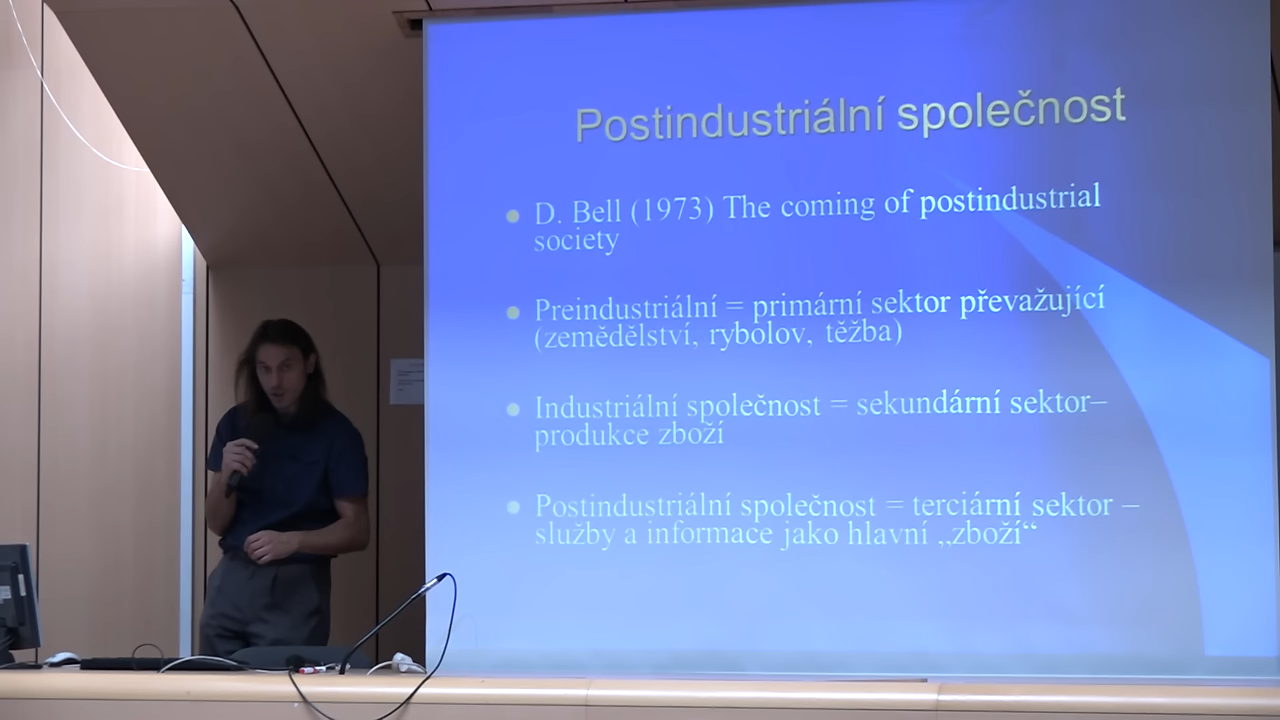 Postindustriální společnost
D. Bell (1973) The coming of postindustrial
society
Preindustriální = primární sektor převažující
(zemědělství, rybolov, těžba)
Industriální společnost = sekundární sektor–
produkce zboží
Postindustriální společnost = terciární sektor –
služby a informace jako hlavní „zboží“